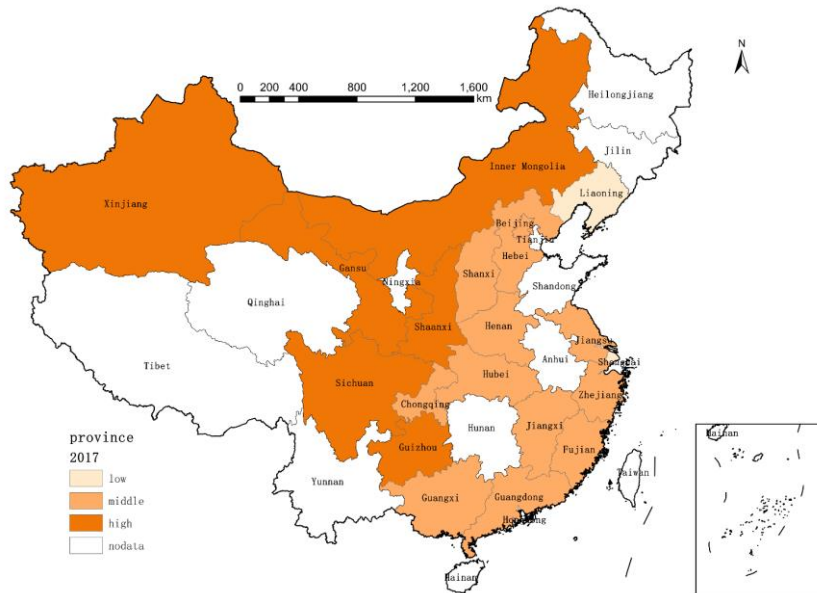 N
0 200 400 800 1,200 1,600
km
Heilongjiang
Jilin
Inner Mongolia
Liaoning
Xinjiang
Beijing
Tianjin
Hebei
Gansu
Shanxi
Ningxia
Shandong
Qinghai
Shaanxi
Henan
Jiangsu
Anhui
Shanghai
Tibet
Sichuan
Hubei
Chongqing
Zhejiang
Hunan
Jiangxi
Guizhou
Fujian
Yunnan
Taiwan
Guangxi
Guangdong
Hongkong
Hainan
Hainan
province
2017
low
middle
high
nodata